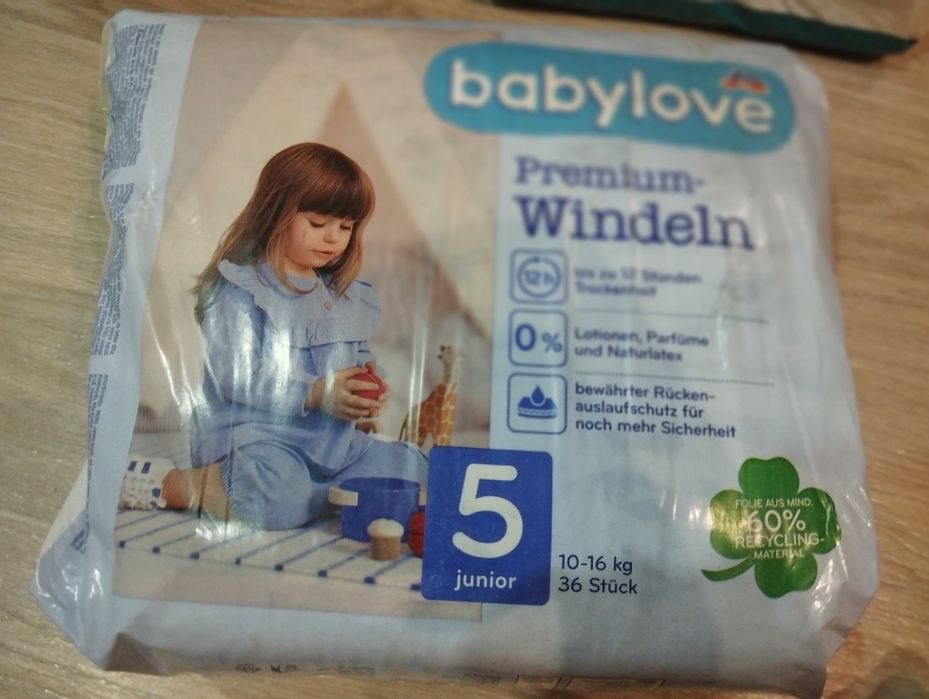 babylove
Premium-
Windeln
12h
bis zu 12 Stunden
Trockenheit
0%
Lotionen, Parfüme
und Naturlatex
bewährter Rücken-
auslaufschutz für
noch mehr Sicherheit
5
junior
10-16 kg
36 Stück
FOLIE AUS MIND.
60%
RECYCLING-
MATERIAL